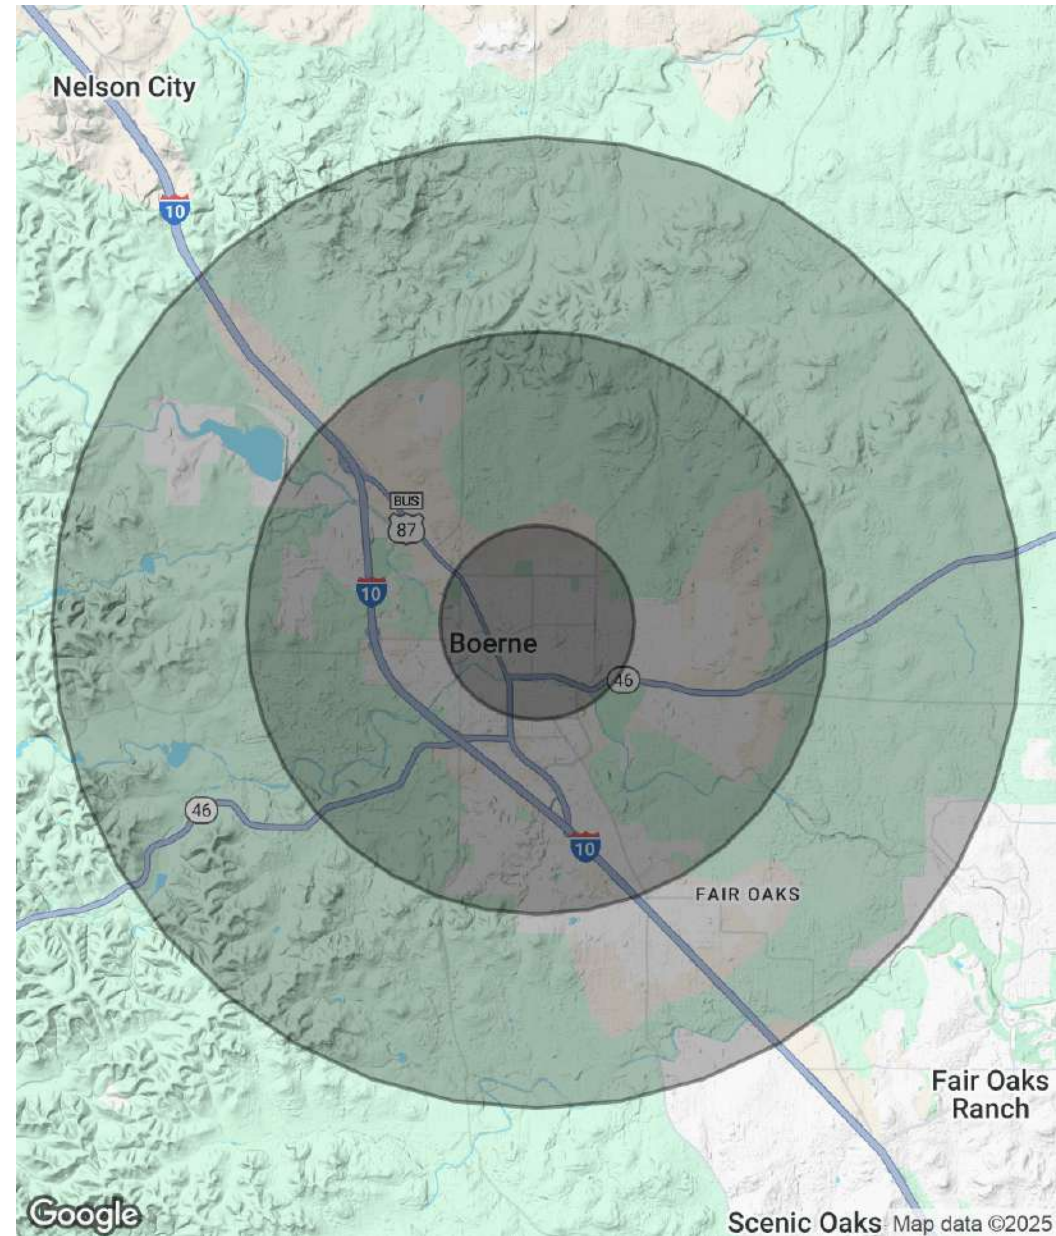 Nelson City
10
BUS
87
10
Boerne
46
46
10
FAIR OAKS
Fair Oaks
Ranch
Google
Scenic Oaks
Map data ©2025